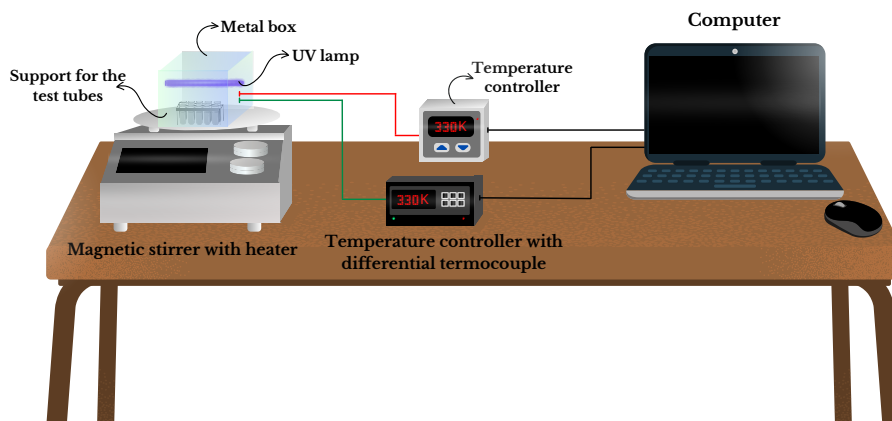 Computer
Metal box
UV lamp
Support for the
test tubes
Temperature
controller
330K
330K
Magnetic stirrer with heater
Temperature controller with
differential termocouple